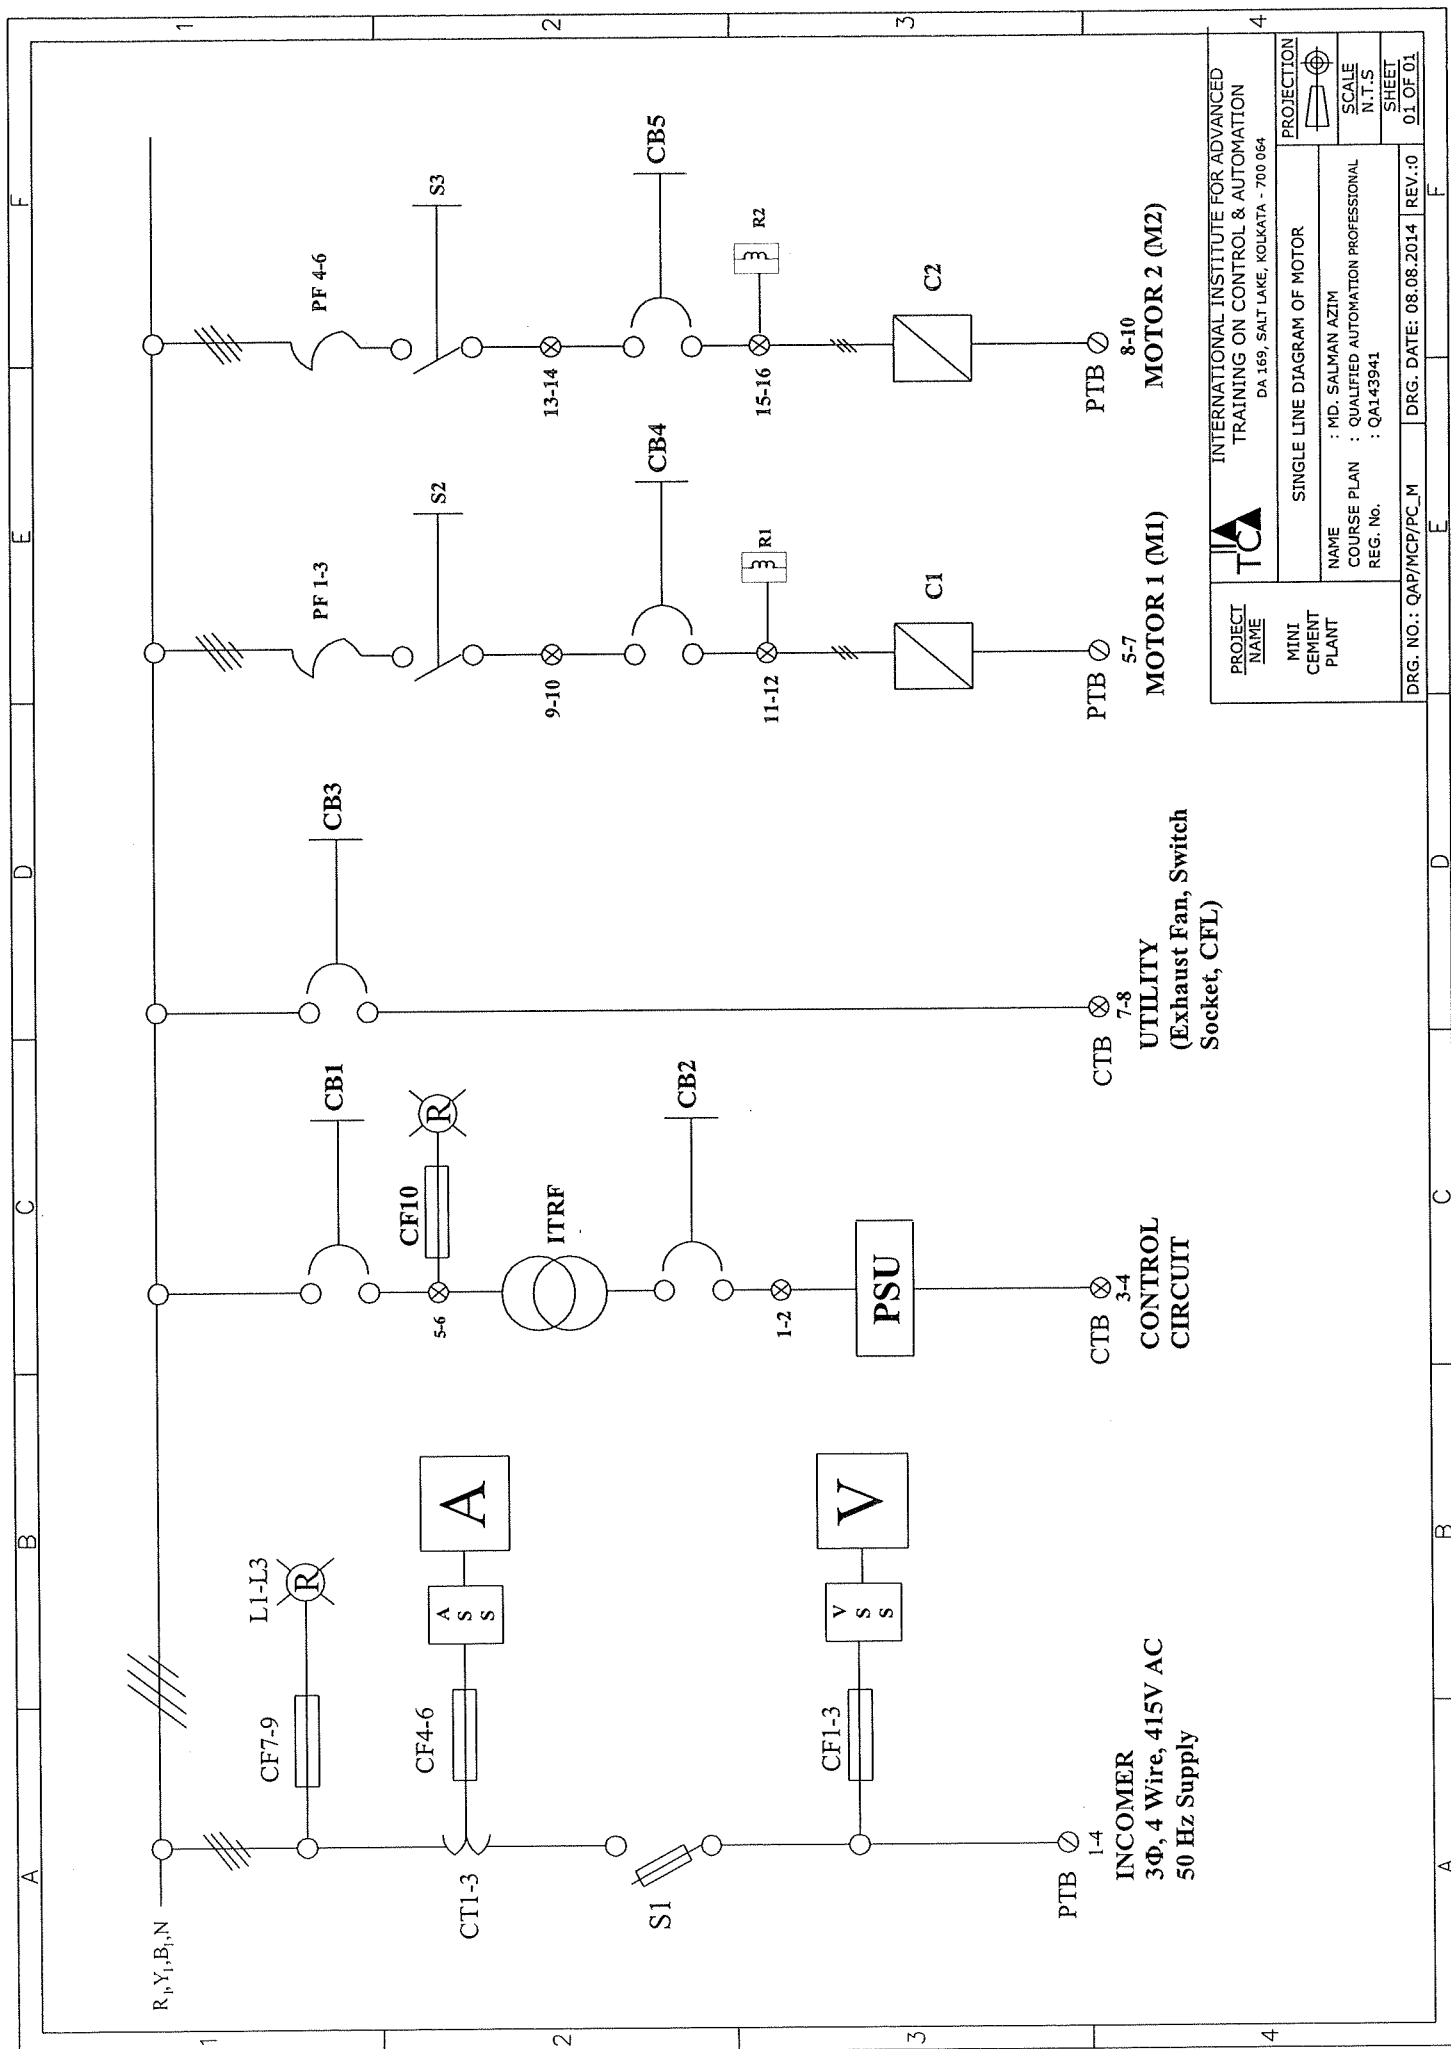 A B C D E F
1
2
3
4
R1,Y1,B1,N
CF7-9
L1-L3
R
CT1-3
CF4-6
A
S
S
A
S1
CF1-3
V
S
S
V
PTB
1-4
INCOMER
3Φ, 4 Wire, 415V AC
50 Hz Supply
CB1
CF10
R
5-6
ITRF
CB2
1-2
PSU
CTB
3-4
CONTROL
CIRCUIT
CB3
CTB
7-8
UTILITY
(Exhaust Fan, Switch
Socket, CFL)
PF 1-3
S2
9-10
CB4
11-12
R1
C1
PTB
5-7
MOTOR 1 (M1)
PF 4-6
S3
13-14
CB5
15-16
R2
C2
PTB
8-10
MOTOR 2 (M2)
1
2
3
4
PROJECT
NAME
MINI
CEMENT
PLANT
IIA
TCA
INTERNATIONAL INSTITUTE FOR ADVANCED
TRAINING ON CONTROL & AUTOMATION
DA 169, SALT LAKE, KOLKATA - 700 064
SINGLE LINE DIAGRAM OF MOTOR
PROJECTION
NAME : MD. SALMAN AZIM
COURSE PLAN : QUALIFIED AUTOMATION PROFESSIONAL
REG. No. : QA143941
SCALE
N.T.S
SHEET
01 OF 01
DRG. NO.: QAP/MCP/PC_M DRG. DATE: 08.08.2014 REV.:0
A B C D E F